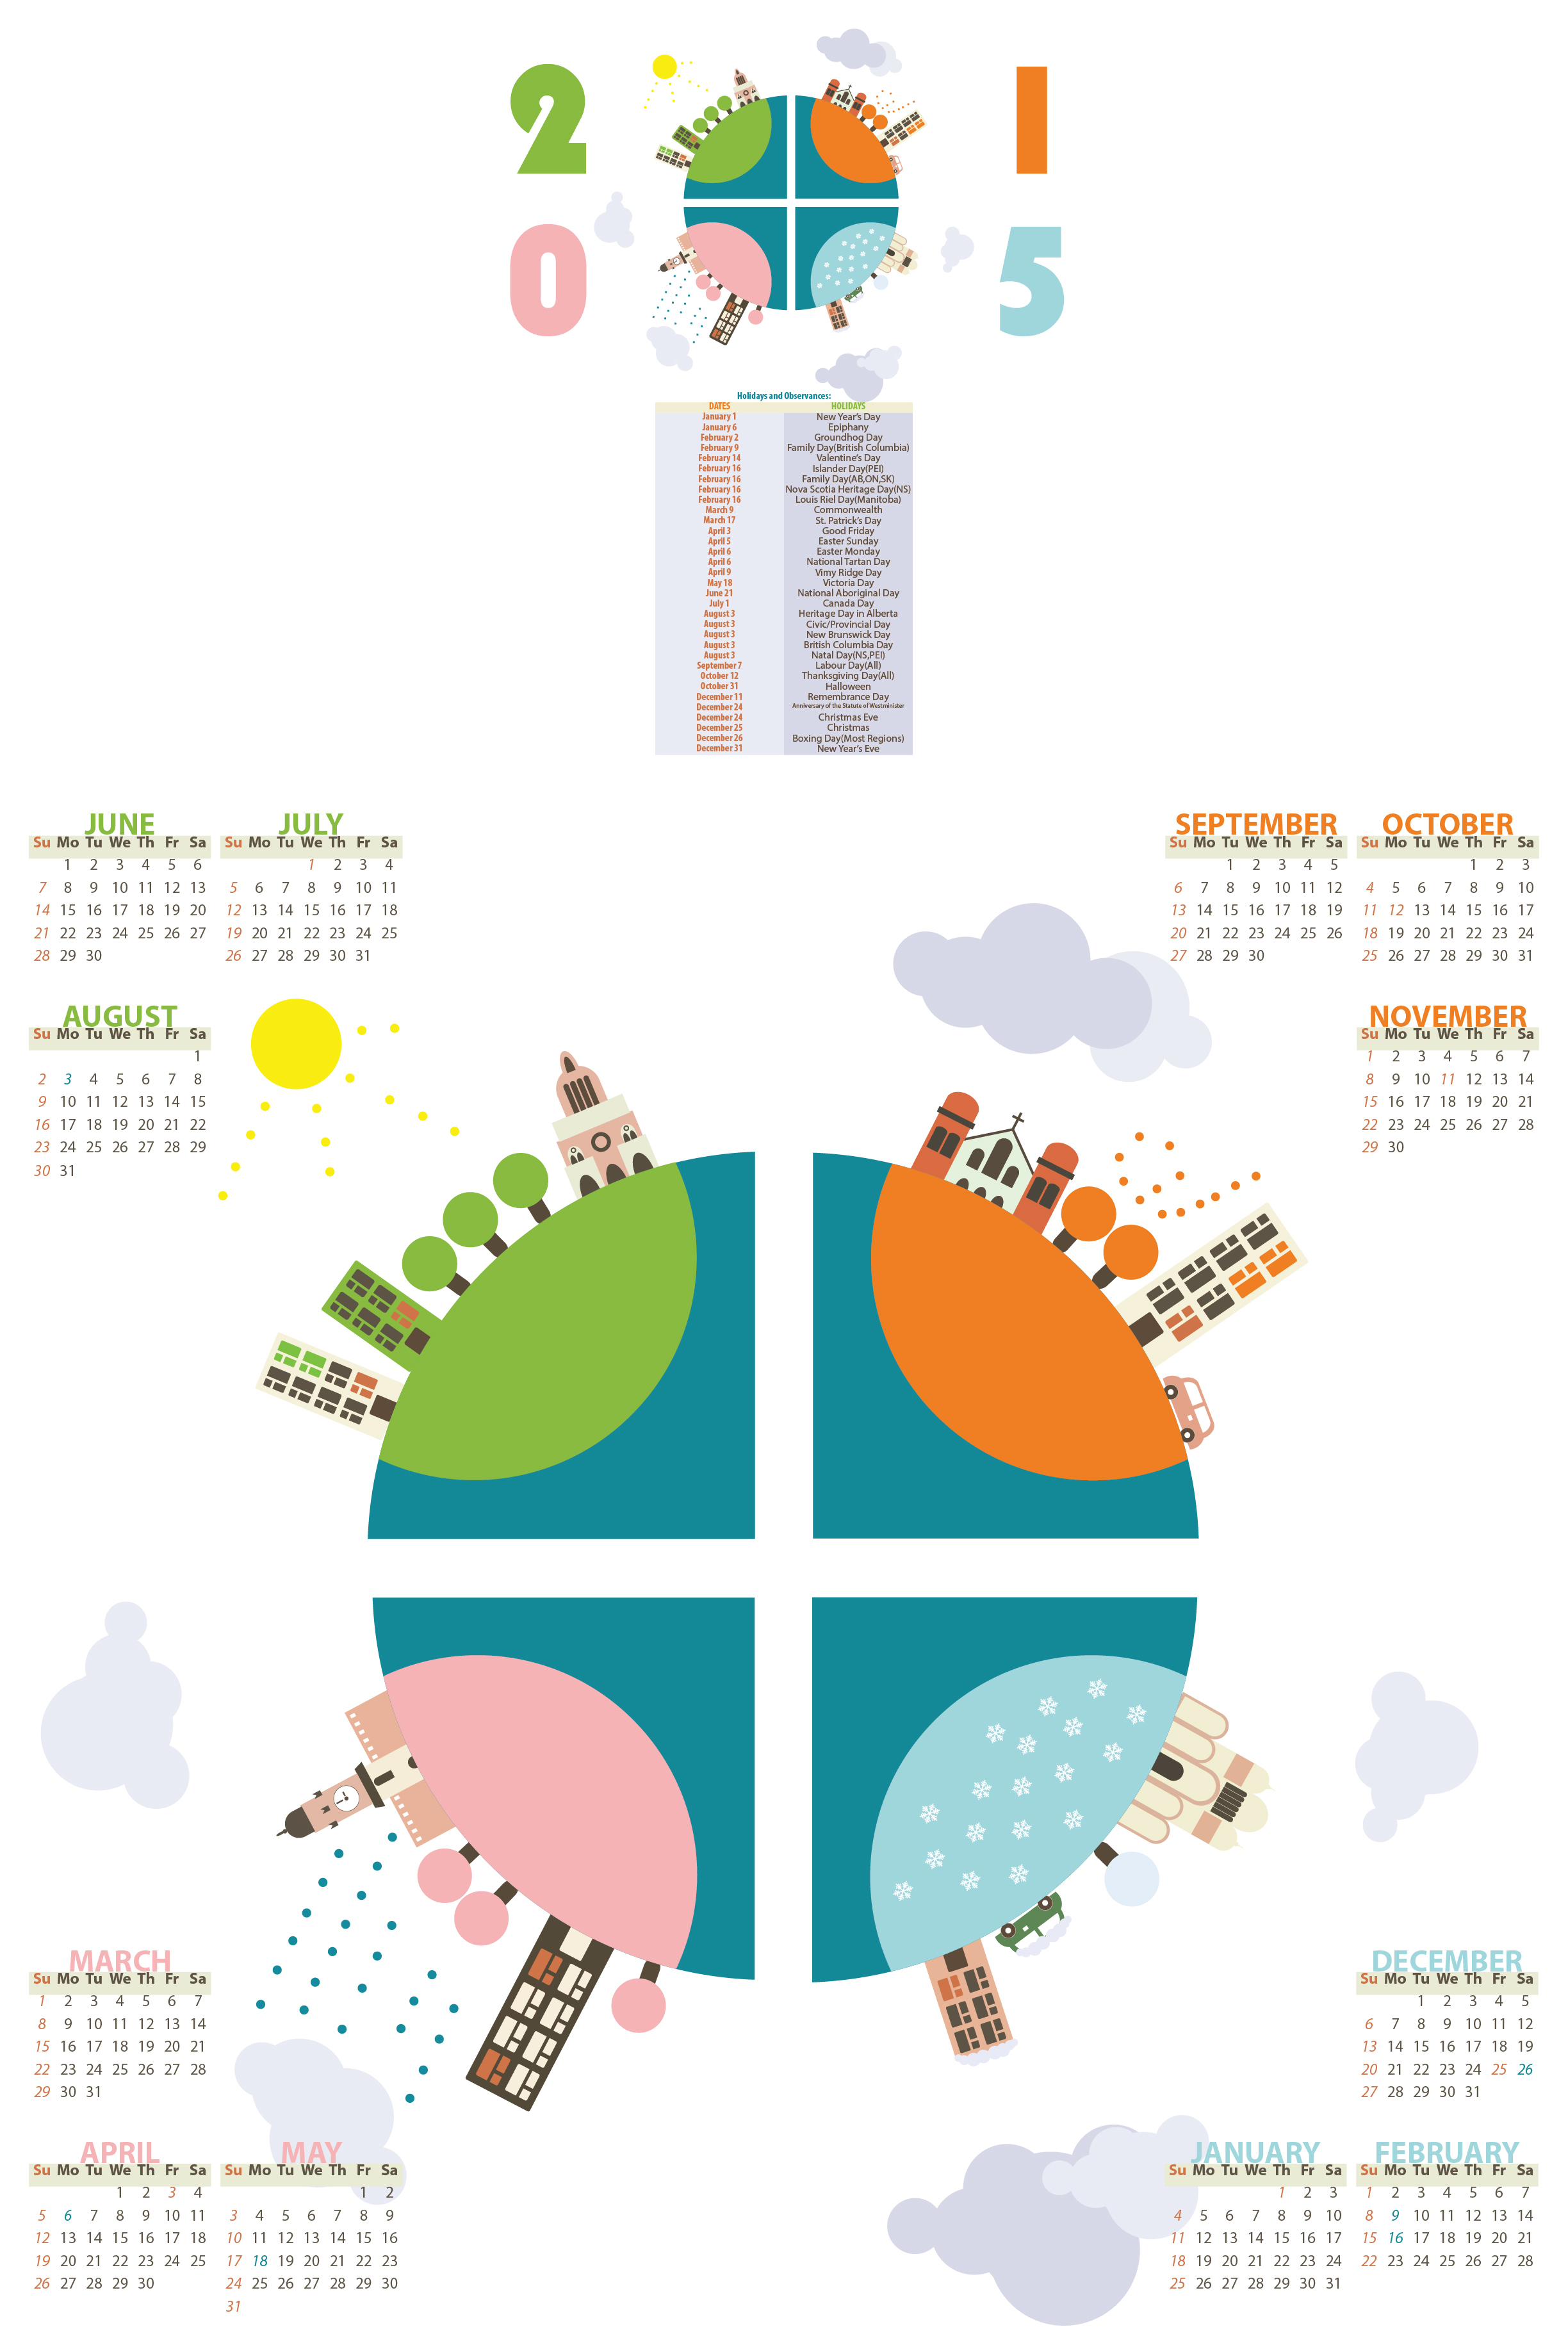 2 1
0 5
Holidays and Observances:
DATES HOLIDAYS
January 1 New Year's Day
January 6 Epiphany
February 2 Groundhog Day
February 9 Family Day(British Columbia)
February 14 Valentine's Day
February 16 Islander Day(PEI)
February 16 Family Day(AB,ON,SK)
February 16 Nova Scotia Heritage Day(NS)
February 16 Louis Riel Day(Manitoba)
March 9 Commonwealth
March 17 St. Patrick's Day
April 3 Good Friday
April 5 Easter Sunday
April 6 Easter Monday
April 6 National Tartan Day
April 9 Vimy Ridge Day
May 18 Victoria Day
June 21 National Aboriginal Day
July 1 Canada Day
August 3 Heritage Day in Alberta
August 3 Civic/Provincial Day
August 3 New Brunswick Day
August 3 British Columbia Day
August 3 Natal Day(NS,PEI)
September 7 Labour Day(All)
October 12 Thanksgiving Day(All)
October 31 Halloween
December 11 Remembrance Day
December 24 Anniversary of the Statute of Westminister
December 24 Christmas Eve
December 25 Christmas
December 26 Boxing Day(Most Regions)
December 31 New Year's Eve
JUNE
Su Mo Tu We Th Fr Sa
1 2 3 4 5 6
7 8 9 10 11 12 13
14 15 16 17 18 19 20
21 22 23 24 25 26 27
28 29 30
JULY
Su Mo Tu We Th Fr Sa
1 2 3 4
5 6 7 8 9 10 11
12 13 14 15 16 17 18
19 20 21 22 23 24 25
26 27 28 29 30 31
SEPTEMBER
Su Mo Tu We Th Fr Sa
1 2 3 4 5
6 7 8 9 10 11 12
13 14 15 16 17 18 19
20 21 22 23 24 25 26
27 28 29 30
OCTOBER
Su Mo Tu We Th Fr Sa
1 2 3
4 5 6 7 8 9 10
11 12 13 14 15 16 17
18 19 20 21 22 23 24
25 26 27 28 29 30 31
AUGUST
Su Mo Tu We Th Fr Sa
1
2 3 4 5 6 7 8
9 10 11 12 13 14 15
16 17 18 19 20 21 22
23 24 25 26 27 28 29
30 31
NOVEMBER
Su Mo Tu We Th Fr Sa
1 2 3 4 5 6 7
8 9 10 11 12 13 14
15 16 17 18 19 20 21
22 23 24 25 26 27 28
29 30
MARCH
Su Mo Tu We Th Fr Sa
1 2 3 4 5 6 7
8 9 10 11 12 13 14
15 16 17 18 19 20 21
22 23 24 25 26 27 28
29 30 31
DECEMBER
Su Mo Tu We Th Fr Sa
1 2 3 4 5
6 7 8 9 10 11 12
13 14 15 16 17 18 19
20 21 22 23 24 25 26
27 28 29 30 31
APRIL
Su Mo Tu We Th Fr Sa
1 2 3 4
5 6 7 8 9 10 11
12 13 14 15 16 17 18
19 20 21 22 23 24 25
26 27 28 29 30
MAY
Su Mo Tu We Th Fr Sa
1 2
3 4 5 6 7 8 9
10 11 12 13 14 15 16
17 18 19 20 21 22 23
24 25 26 27 28 29 30
31
JANUARY
Su Mo Tu We Th Fr Sa
1 2 3
4 5 6 7 8 9 10
11 12 13 14 15 16 17
18 19 20 21 22 23 24
25 26 27 28 29 30 31
FEBRUARY
Su Mo Tu We Th Fr Sa
1 2 3 4 5 6 7
8 9 10 11 12 13 14
15 16 17 18 19 20 21
22 23 24 25 26 27 28